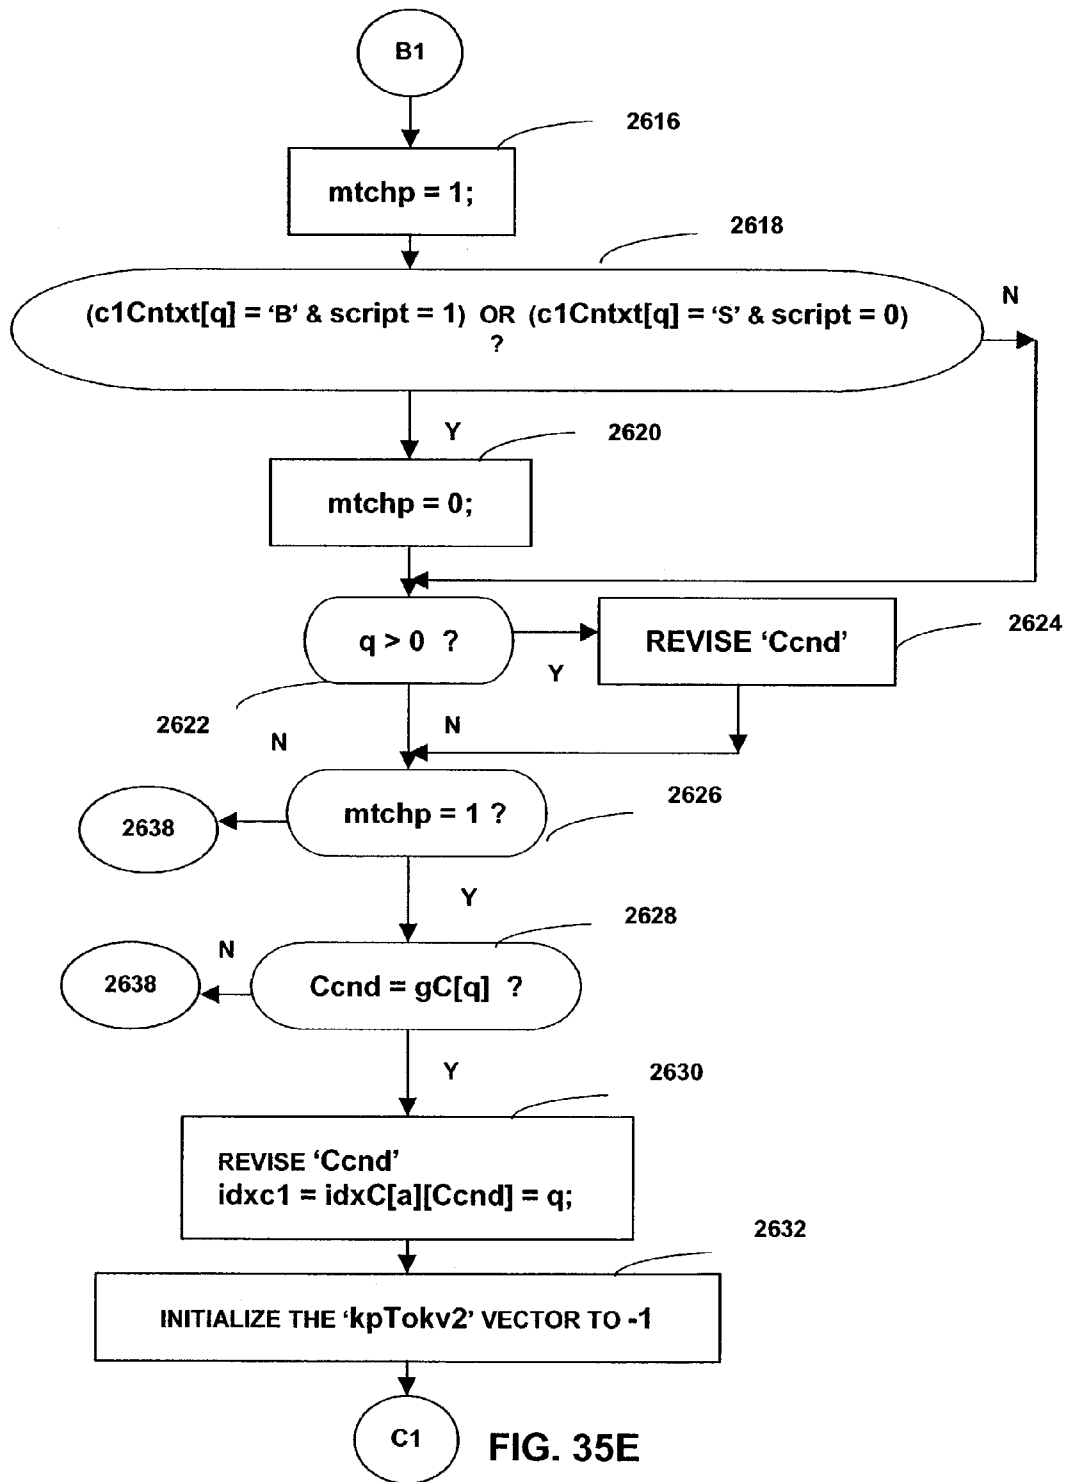 B1
2616
mtchp = 1;
2618
(c1Cntxt[q] = ‘B’ & script = 1) OR (c1Cntxt[q] = ‘S’ & script = 0)
?
N
Y
2620
mtchp = 0;
q > 0 ?
REVISE ‘Ccnd’
2624
Y
2622
N
N
mtchp = 1 ?
2626
2638
Y
2628
N
2638
Ccnd = gC[q] ?
Y
2630
REVISE ‘Ccnd’
idxc1 = idxC[a][Ccnd] = q;
2632
INITIALIZE THE ‘kpTokv2’ VECTOR TO -1
C1
FIG. 35E